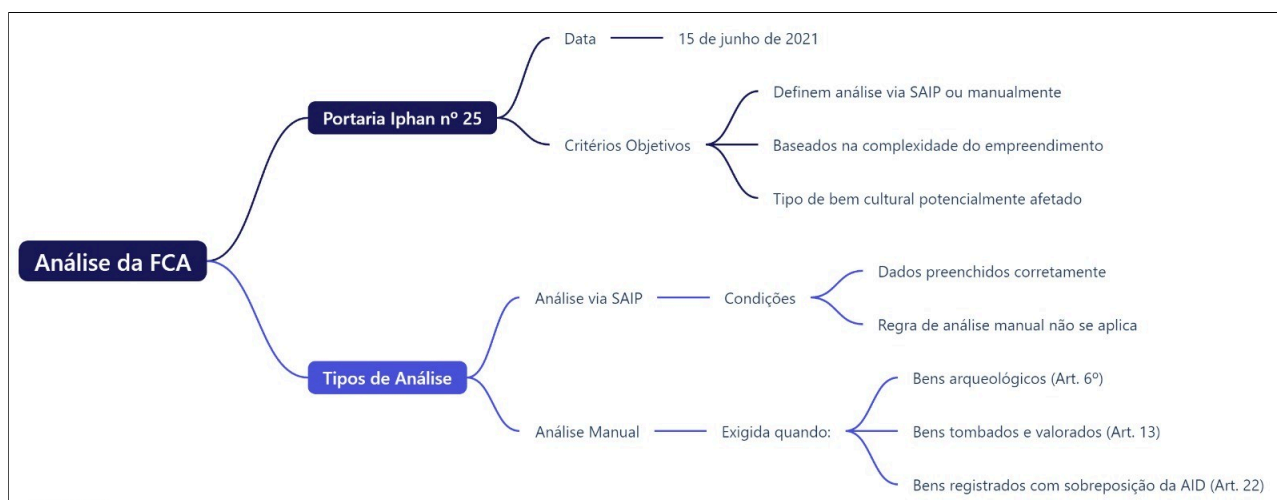 Análise da FCA
Portaria Iphan nº 25
Data
15 de junho de 2021
Critérios Objetivos
Definem análise via SAIP ou manualmente
Baseados na complexidade do empreendimento
Tipo de bem cultural potencialmente afetado
Tipos de Análise
Análise via SAIP
Condições
Dados preenchidos corretamente
Regra de análise manual não se aplica
Análise Manual
Exigida quando:
Bens arqueológicos (Art. 6º)
Bens tombados e valorados (Art. 13)
Bens registrados com sobreposição da AID (Art. 22)